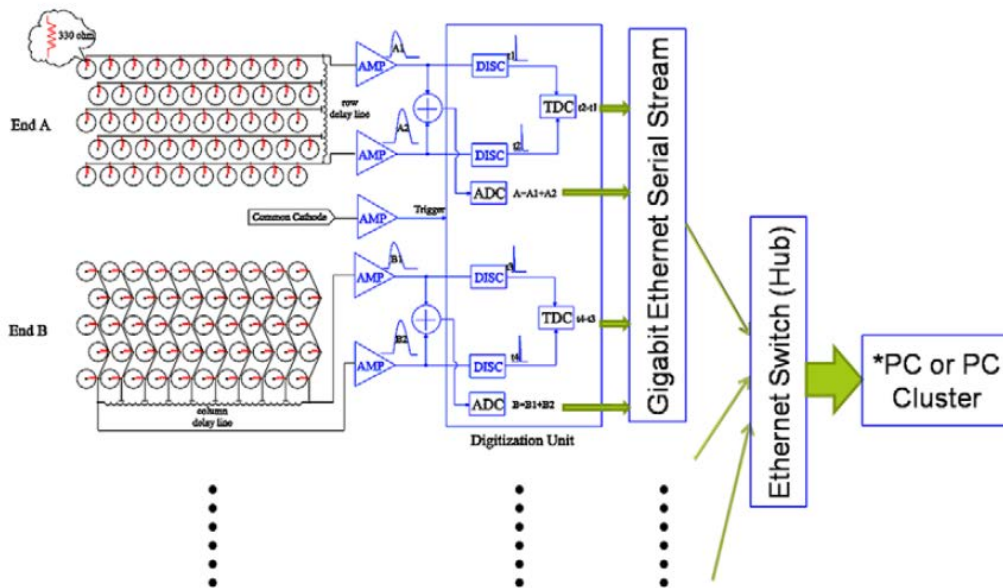 330 ohm
End A
row
delay line
AMP
A1
AMP
A2
DISC
t1
DISC
t2
TDC
t2-t1
ADC
A=A1+A2
Common Cathode
AMP
Trigger
End B
column
delay line
AMP
B1
AMP
B2
DISC
t3
DISC
t4
TDC
t4-t3
ADC
B=B1+B2
Digitization Unit
Gigabit Ethernet Serial Stream
Ethernet Switch (Hub)
*PC or PC
Cluster